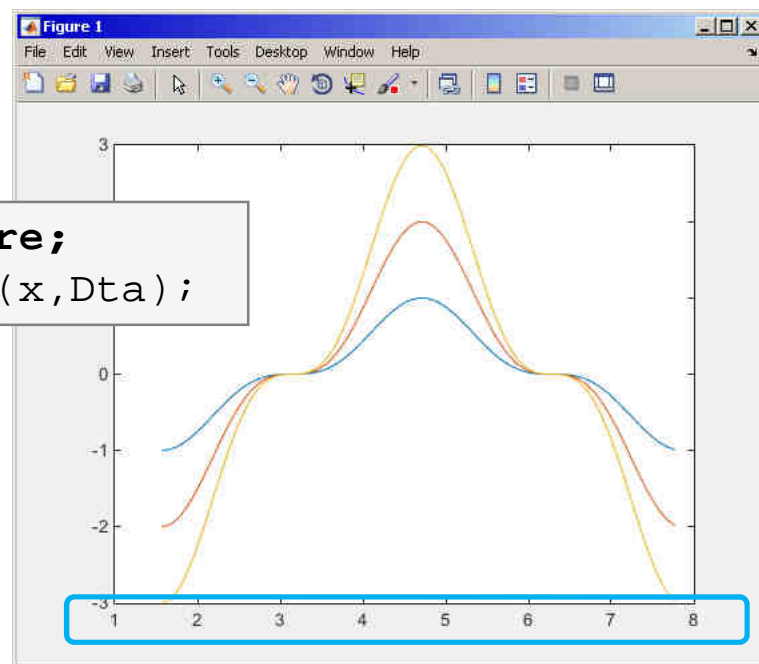 Figure 1
File Edit View Insert Tools Desktop Window Help
3
re;
(x,Dta);
0
-1
-2
-3
1 2 3 4 5 6 7 8